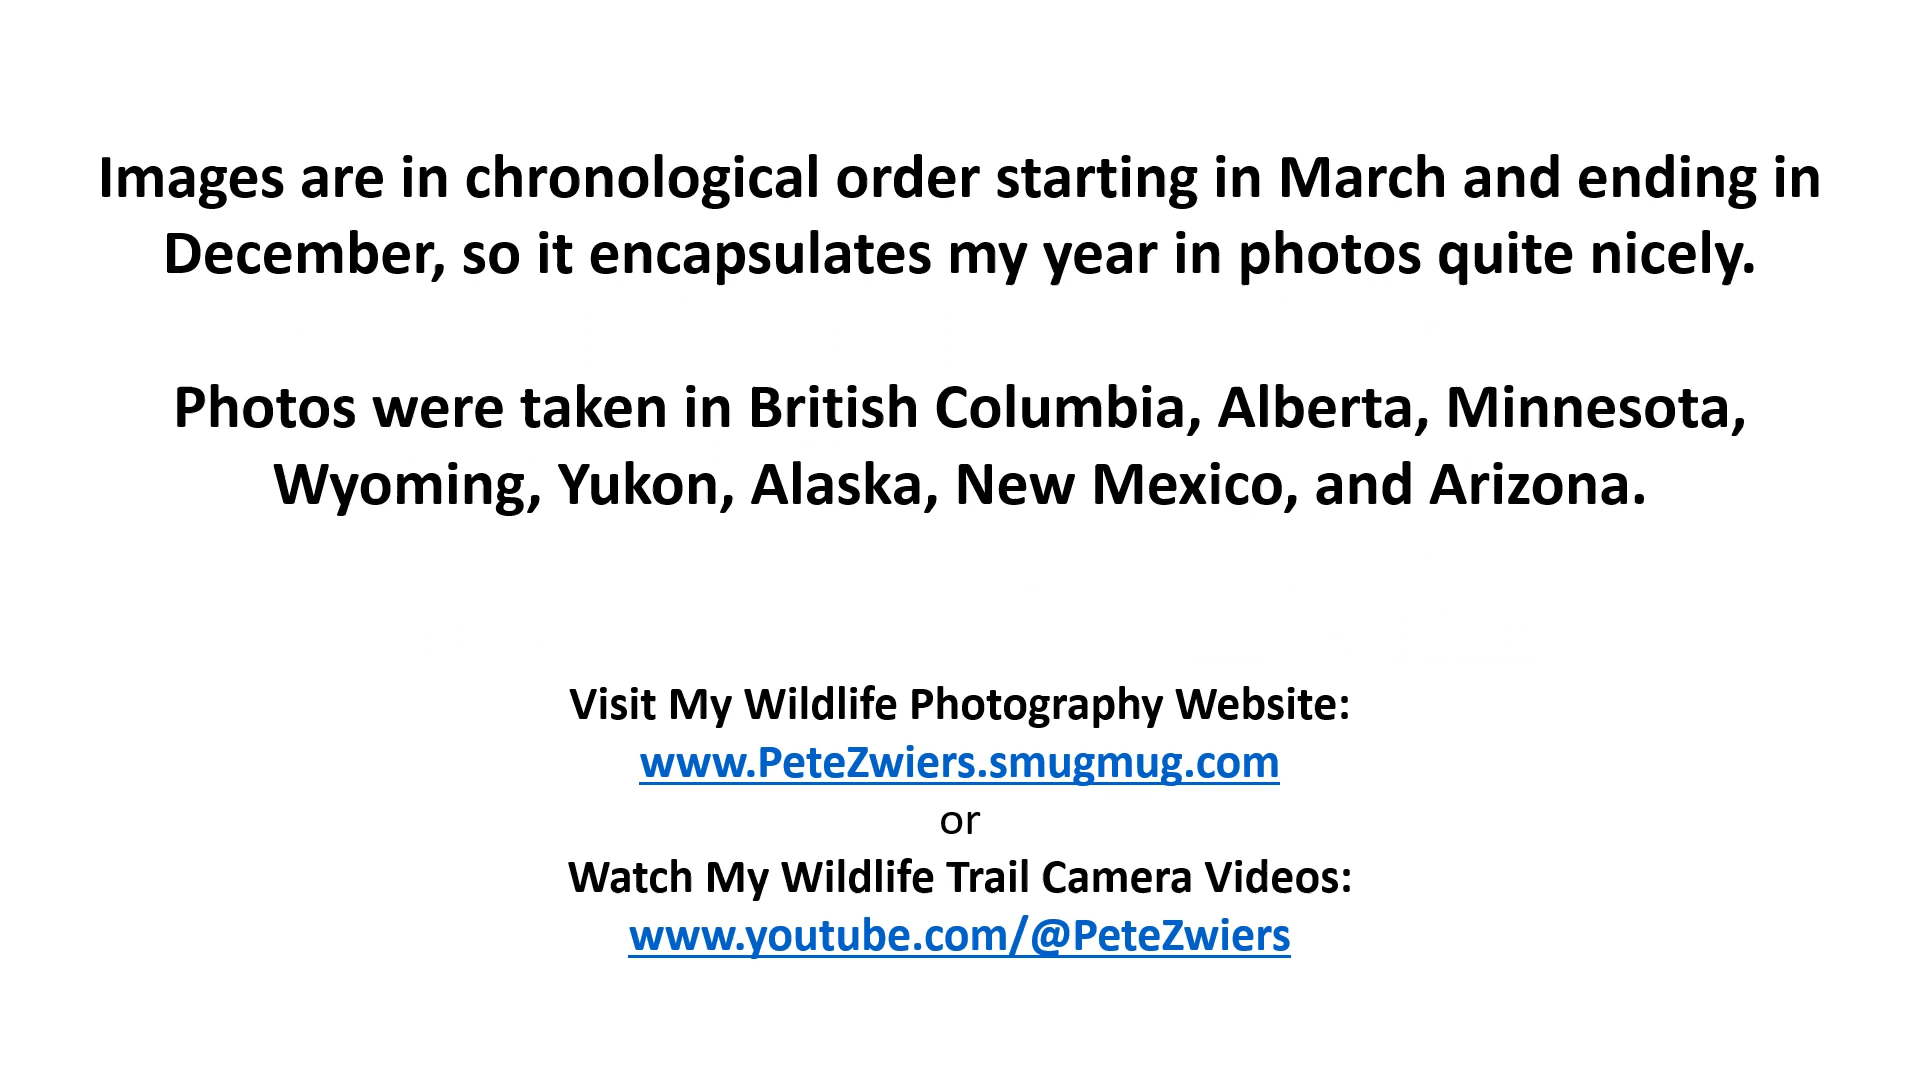 Images are in chronological order starting in March and ending in
December, so it encapsulates my year in photos quite nicely.
Photos were taken in British Columbia, Alberta, Minnesota,
Wyoming, Yukon, Alaska, New Mexico, and Arizona.
Visit My Wildlife Photography Website:
www.PeteZwiers.smugmug.com
or
Watch My Wildlife Trail Camera Videos:
www.youtube.com/@PeteZwiers